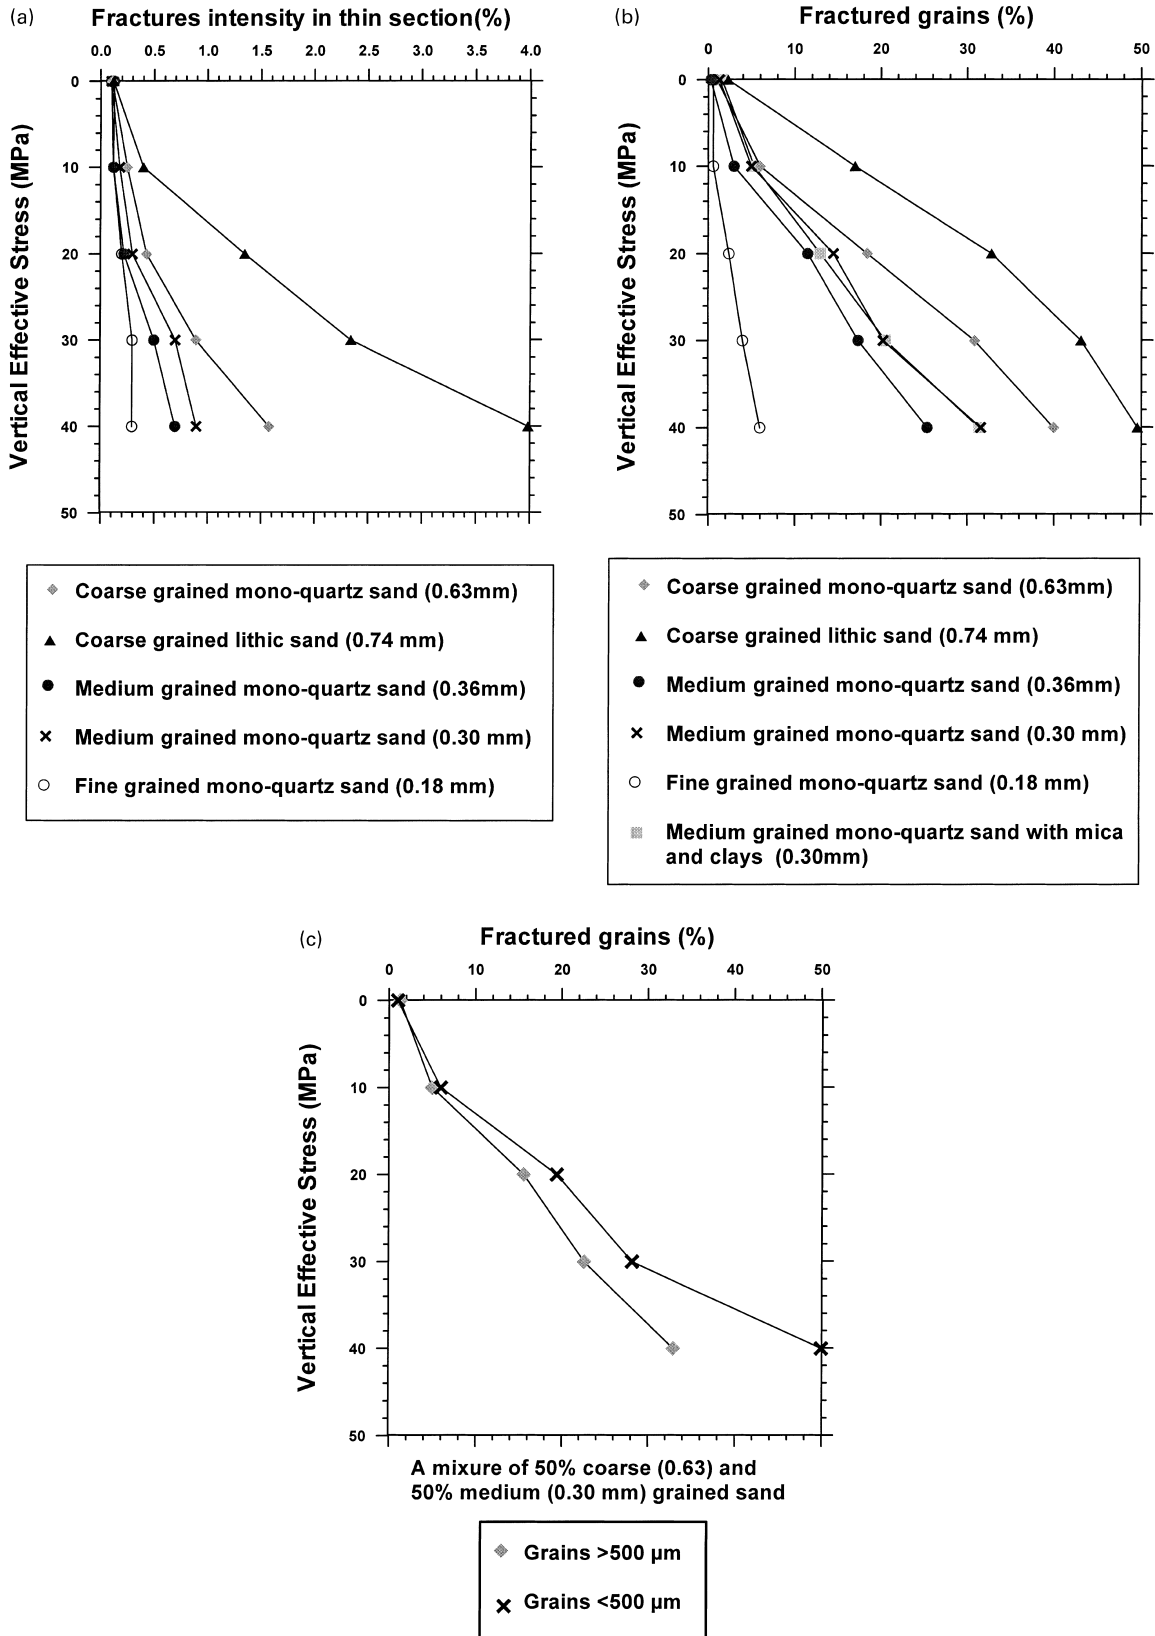 (a)
Fractures intensity in thin section(%)
0.0 0.5 1.0 1.5 2.0 2.5 3.0 3.5 4.0
Vertical Effective Stress (MPa)
0
10
20
30
40
50
Coarse grained mono-quartz sand (0.63mm)
Coarse grained lithic sand (0.74 mm)
Medium grained mono-quartz sand (0.36mm)
Medium grained mono-quartz sand (0.30 mm)
Fine grained mono-quartz sand (0.18 mm)
(b)
Fractured grains (%)
0 10 20 30 40 50
Vertical Effective Stress (MPa)
0
10
20
30
40
50
Coarse grained mono-quartz sand (0.63mm)
Coarse grained lithic sand (0.74 mm)
Medium grained mono-quartz sand (0.36mm)
Medium grained mono-quartz sand (0.30 mm)
Fine grained mono-quartz sand (0.18 mm)
Medium grained mono-quartz sand with mica
and clays (0.30mm)
(c)
Fractured grains (%)
0 10 20 30 40 50
Vertical Effective Stress (MPa)
0
10
20
30
40
50
A mixure of 50% coarse (0.63) and
50% medium (0.30 mm) grained sand
Grains >500 µm
Grains <500 µm